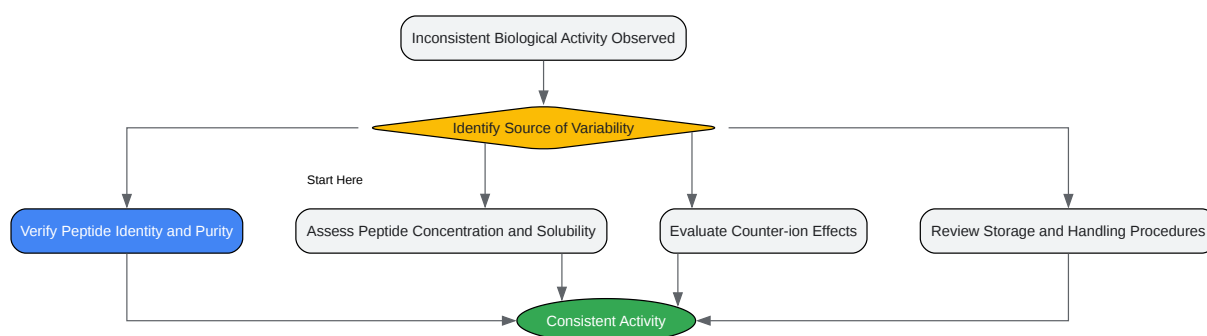 Inconsistent Biological Activity Observed
Identify Source of Variability
Start Here
Verify Peptide Identity and Purity
Assess Peptide Concentration and Solubility
Evaluate Counter-ion Effects
Review Storage and Handling Procedures
Consistent Activity